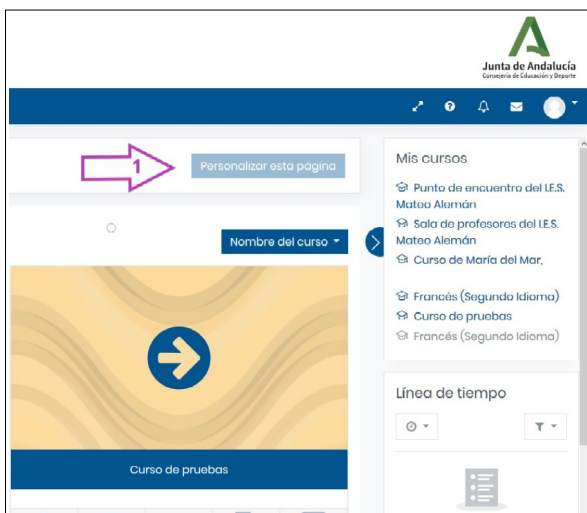 Junta de Andalucía
Consejería de Educación y Deporte
1
Personalizar esta página
Nombre del curso
Curso de pruebas
Mis cursos
Punto de encuentro del I.E.S.
Mateo Alemán
Sala de profesores del I.E.S.
Mateo Alemán
Curso de María del Mar,
Francés (Segundo Idioma)
Curso de pruebas
Francés (Segundo Idioma)
Línea de tiempo